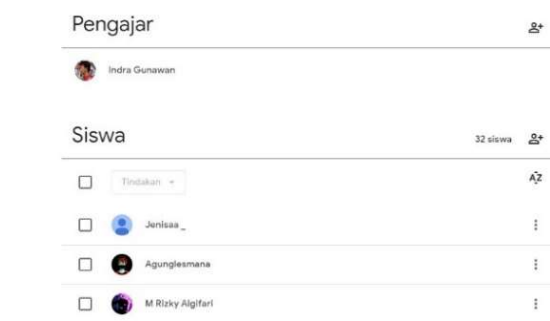 Pengajar
Indra Gunawan
Siswa
32 siswa
Tindakan
Jenisaa _
Agunglesmana
M Rizky Algifari